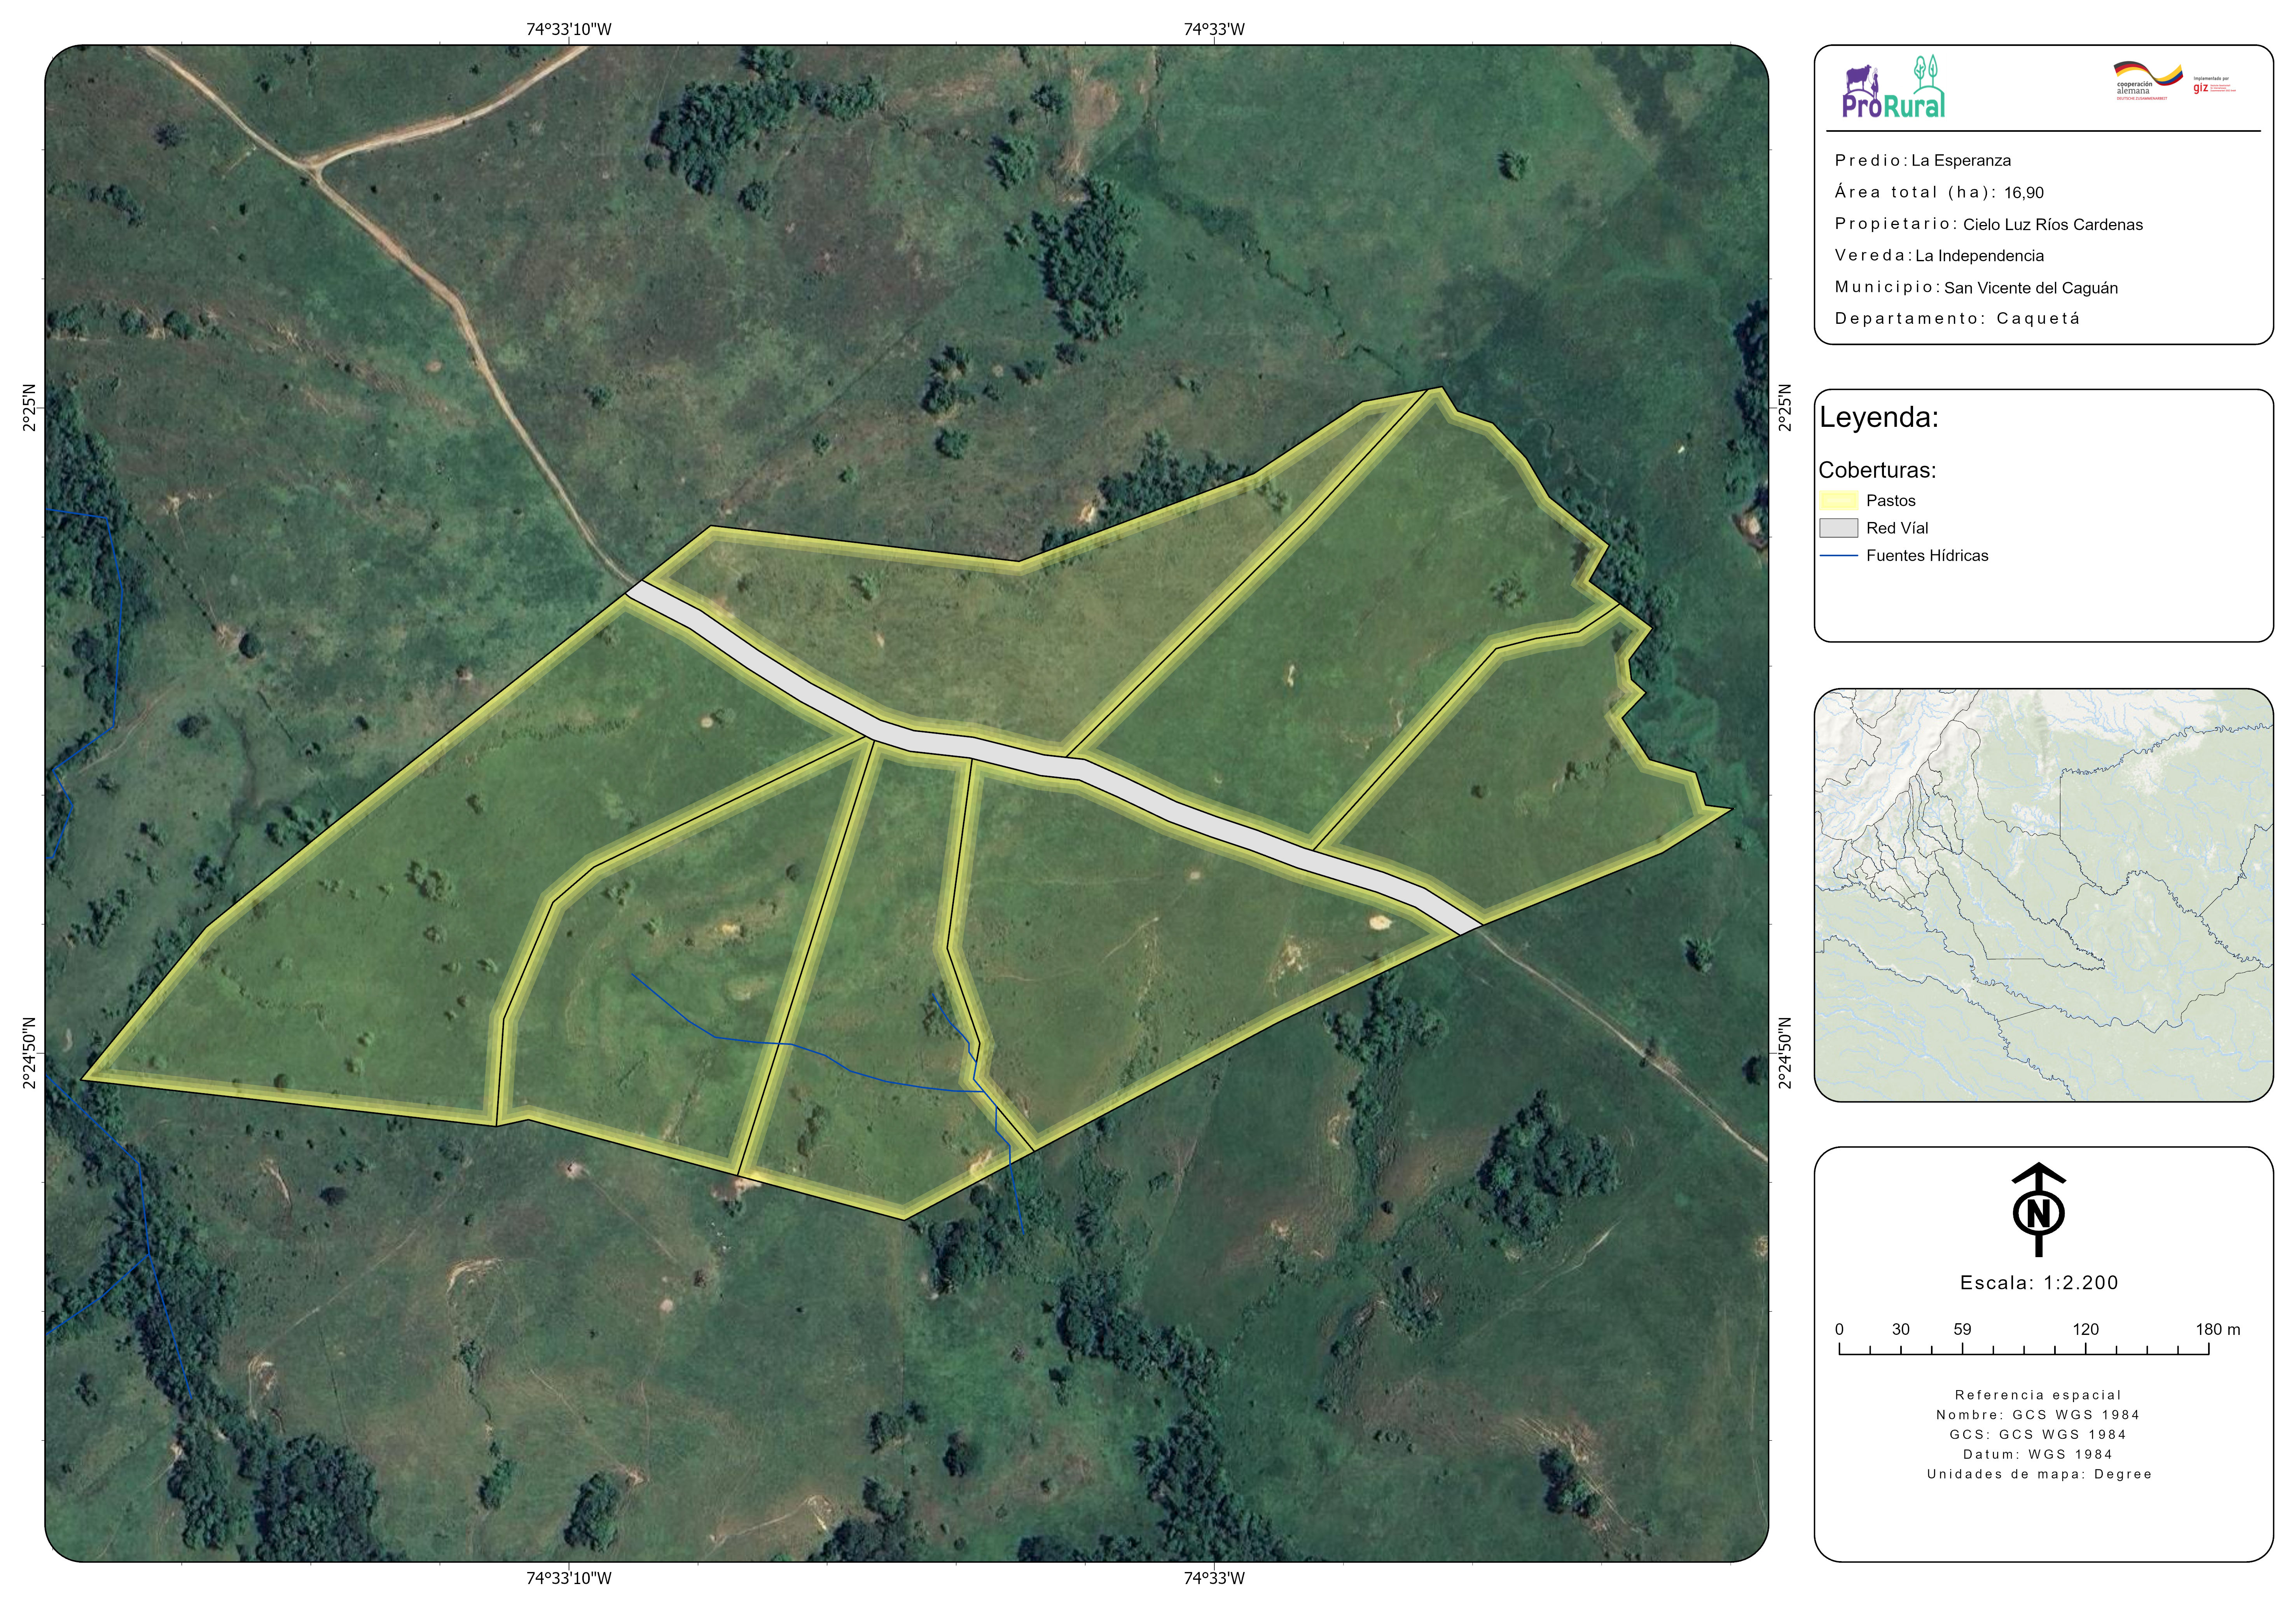 74°33'10"W 74°33'W
2°25'N 2°25'N
2°24'50"N 2°24'50"N
74°33'10"W 74°33'W
ProRural
cooperación
alemana
DEUTSCHE ZUSAMMENARBEIT
Implementada por
giz
Predio: La Esperanza
Área total (ha): 16,90
Propietario: Cielo Luz Ríos Cardenas
Vereda: La Independencia
Municipio: San Vicente del Caguán
Departamento: Caquetá
Leyenda:
Coberturas:
Pastos
Red Víal
Fuentes Hídricas
N
Escala: 1:2.200
0 30 59 120 180 m
Referencia espacial
Nombre: GCS WGS 1984
GCS: GCS WGS 1984
Datum: WGS 1984
Unidades de mapa: Degree